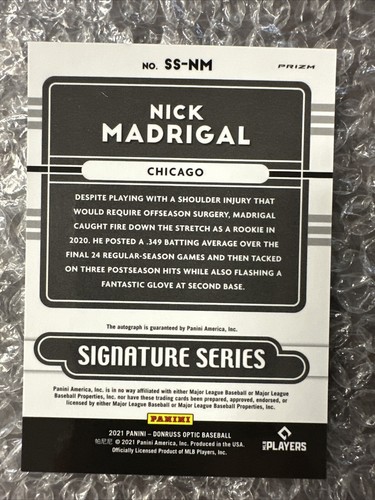 NO. SS-NM
PRIZM
NICK
MADRIGAL
CHICAGO
DESPITE PLAYING WITH A SHOULDER INJURY THAT
WOULD REQUIRE OFFSEASON SURGERY, MADRIGAL
CAUGHT FIRE DOWN THE STRETCH AS A ROOKIE IN
2020. HE POSTED A .349 BATTING AVERAGE OVER THE
FINAL 24 REGULAR-SEASON GAMES AND THEN TACKED
ON THREE POSTSEASON HITS WHILE ALSO FLASHING A
FANTASTIC GLOVE AT SECOND BASE.
The autograph is guaranteed by Panini America, Inc.
SIGNATURE SERIES
Panini America, Inc. is in no way affiliated with either Major League Baseball or Major League
Baseball Properties, Inc. nor have these trading cards been prepared, approved, endorsed, or
licensed by either Major League Baseball or Major League Baseball Properties, Inc.
PANINI
2021 PANINI – DONRUSS OPTIC BASEBALL
帕尼尼 © 2021 Panini America, Inc. Produced in the USA.
Officially Licensed Product of MLB Players, Inc.
MLB PLAYERS